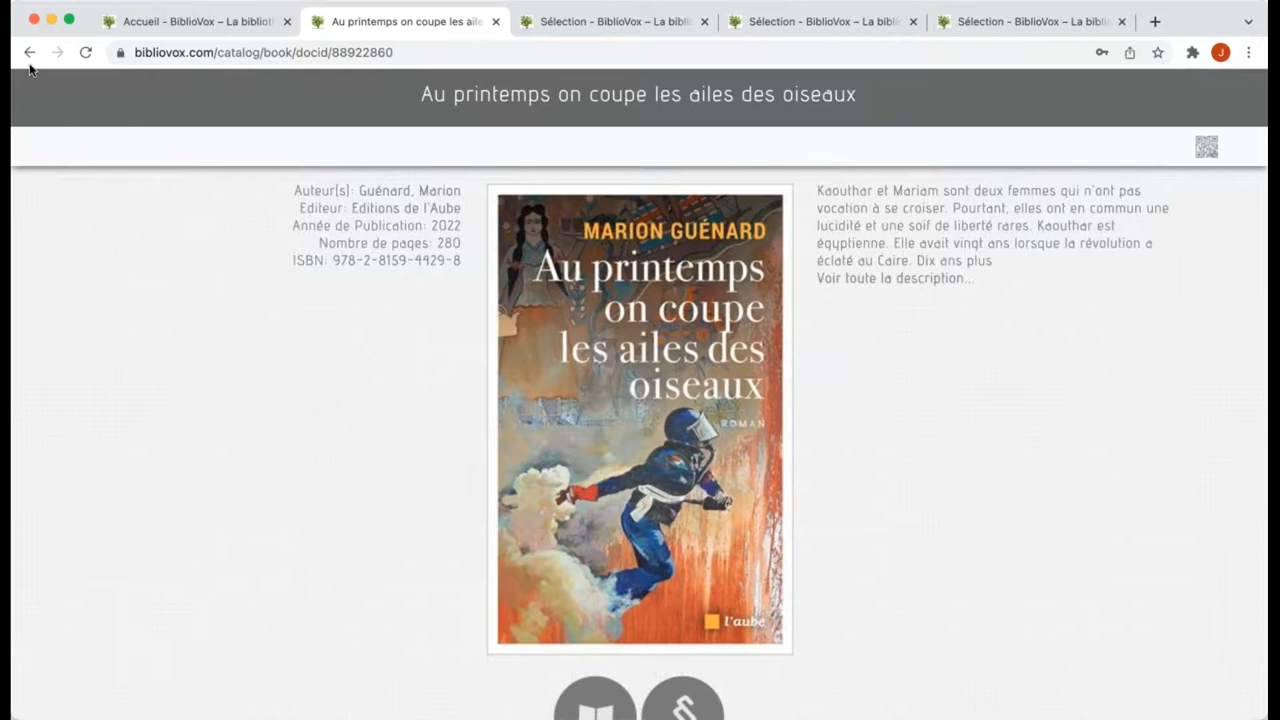 Accueil - BiblioVox – La bibliot
Au printemps on coupe les aile
Sélection - BiblioVox – La bibli
Sélection - BiblioVox – La bibli
Sélection - BiblioVox – La bibli
bibliovox.com/catalog/book/docid/88922860
J
Au printemps on coupe les ailes des oiseaux
Auteur(s): Guénard, Marion
Editeur: Editions de l'Aube
Année de Publication: 2022
Nombre de pages: 280
ISBN: 978-2-8159-4429-8
MARION GUÉNARD
Au printemps
on coupe
les ailes des
oiseaux
ROMAN
l'aube
Kaouthar et Mariam sont deux femmes qui n'ont pas
vocation à se croiser. Pourtant, elles ont en commun une
lucidité et une soif de liberté rares. Kaouthar est
égyptienne. Elle avait vingt ans lorsque la révolution a
éclaté au Caire. Dix ans plus
Voir toute la description...